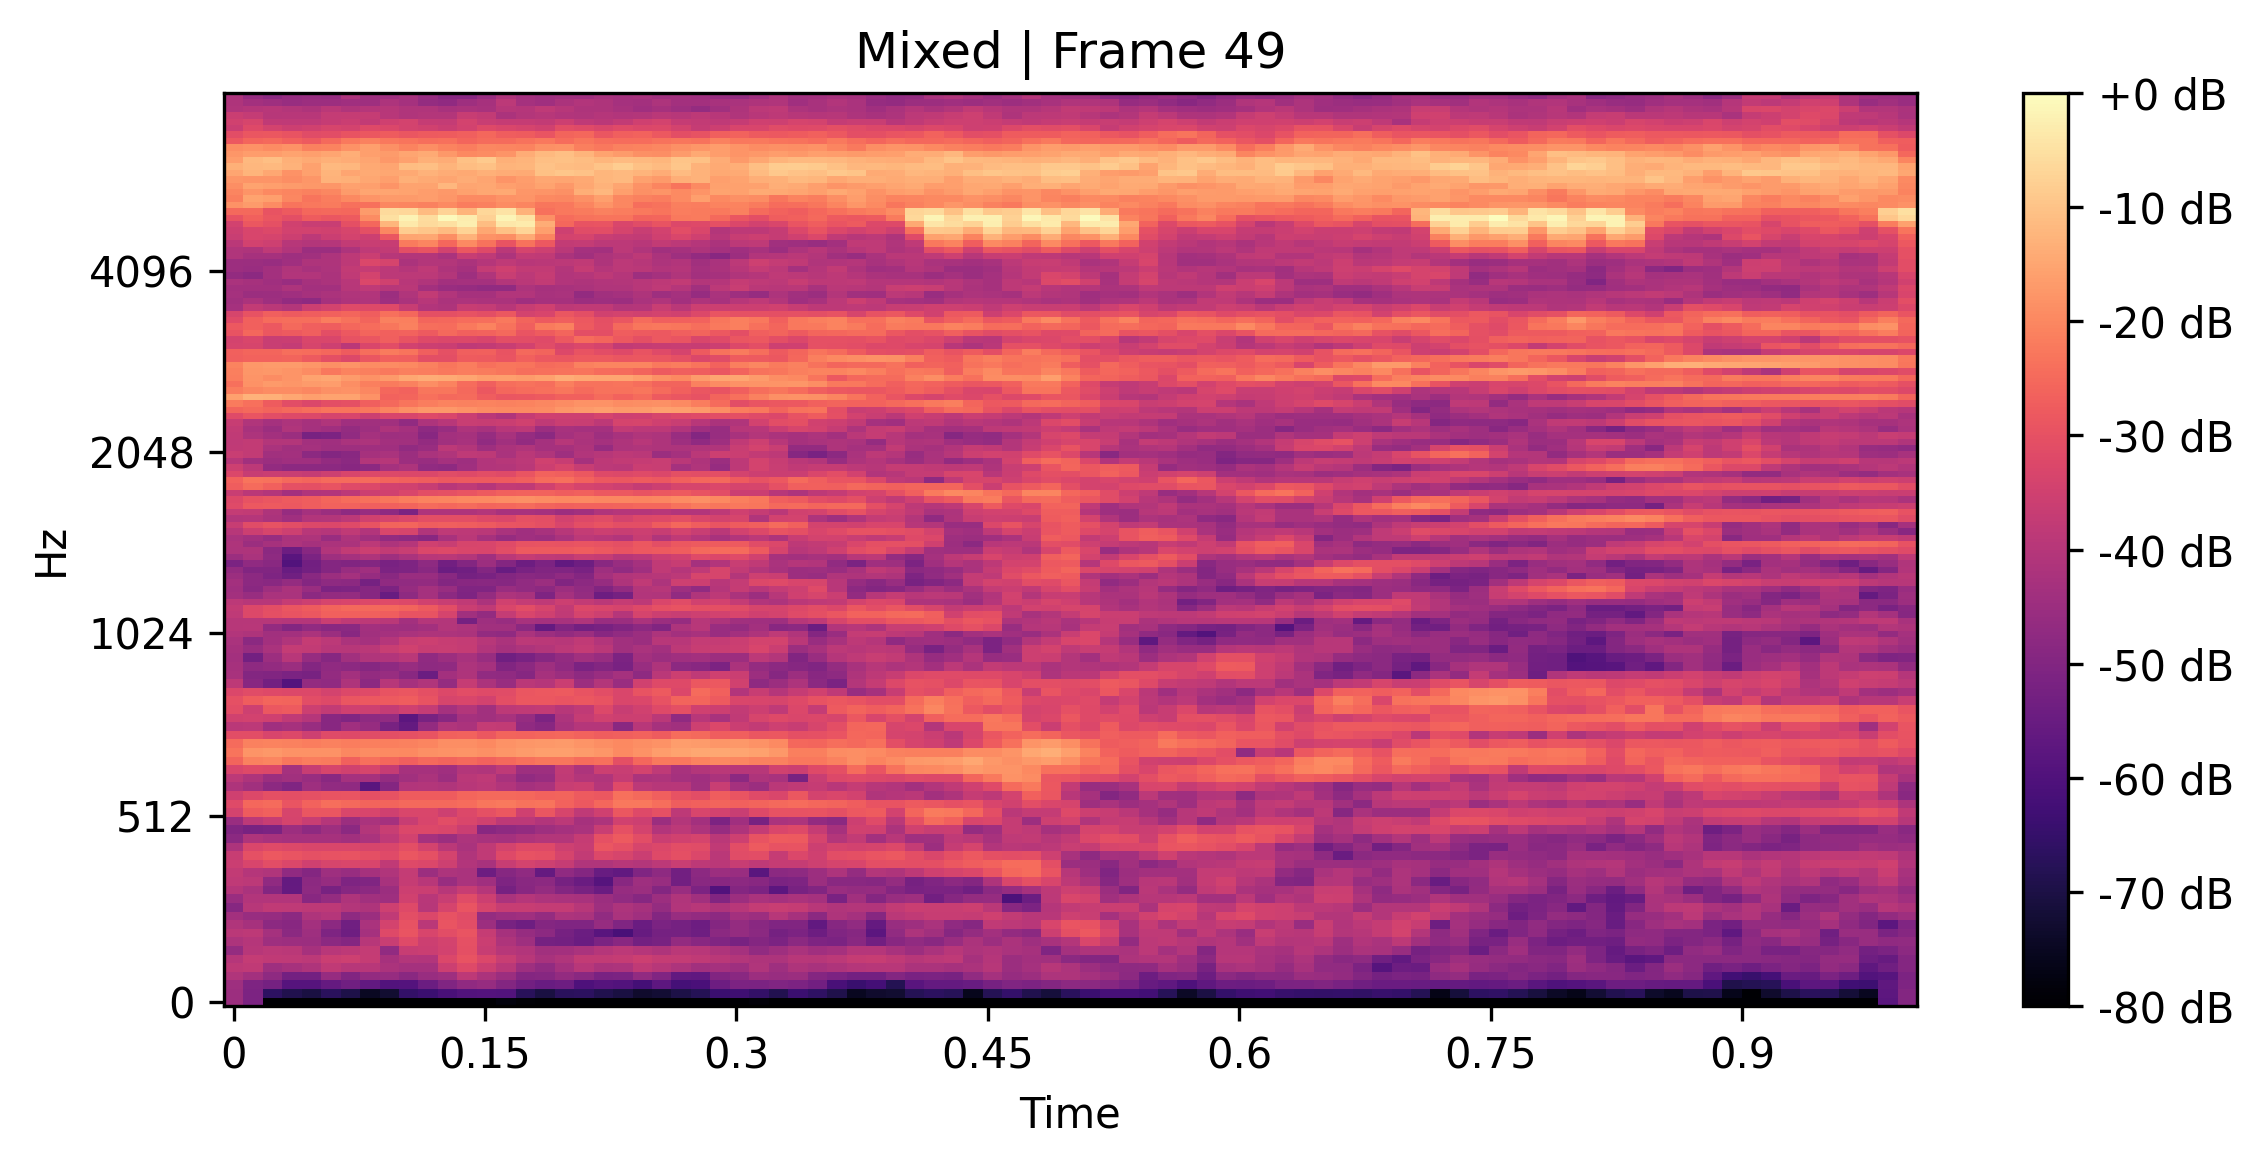 Mixed | Frame 49
Hz
4096
2048
1024
512
0
0 0.15 0.3 0.45 0.6 0.75 0.9
Time
+0 dB
-10 dB
-20 dB
-30 dB
-40 dB
-50 dB
-60 dB
-70 dB
-80 dB